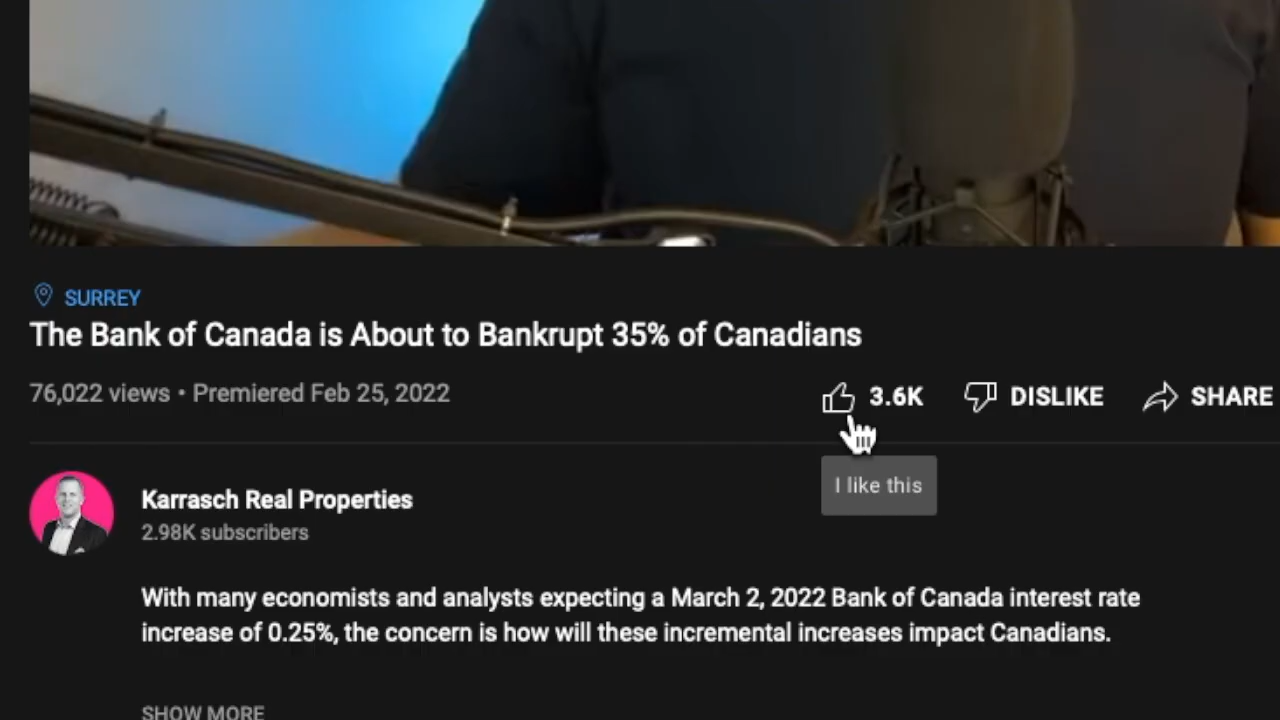 SURREY
The Bank of Canada is About to Bankrupt 35% of Canadians
76,022 views • Premiered Feb 25, 2022
3.6K DISLIKE SHARE
I like this
Karrasch Real Properties
2.98K subscribers
With many economists and analysts expecting a March 2, 2022 Bank of Canada interest rate
increase of 0.25%, the concern is how will these incremental increases impact Canadians.
SHOW MORE